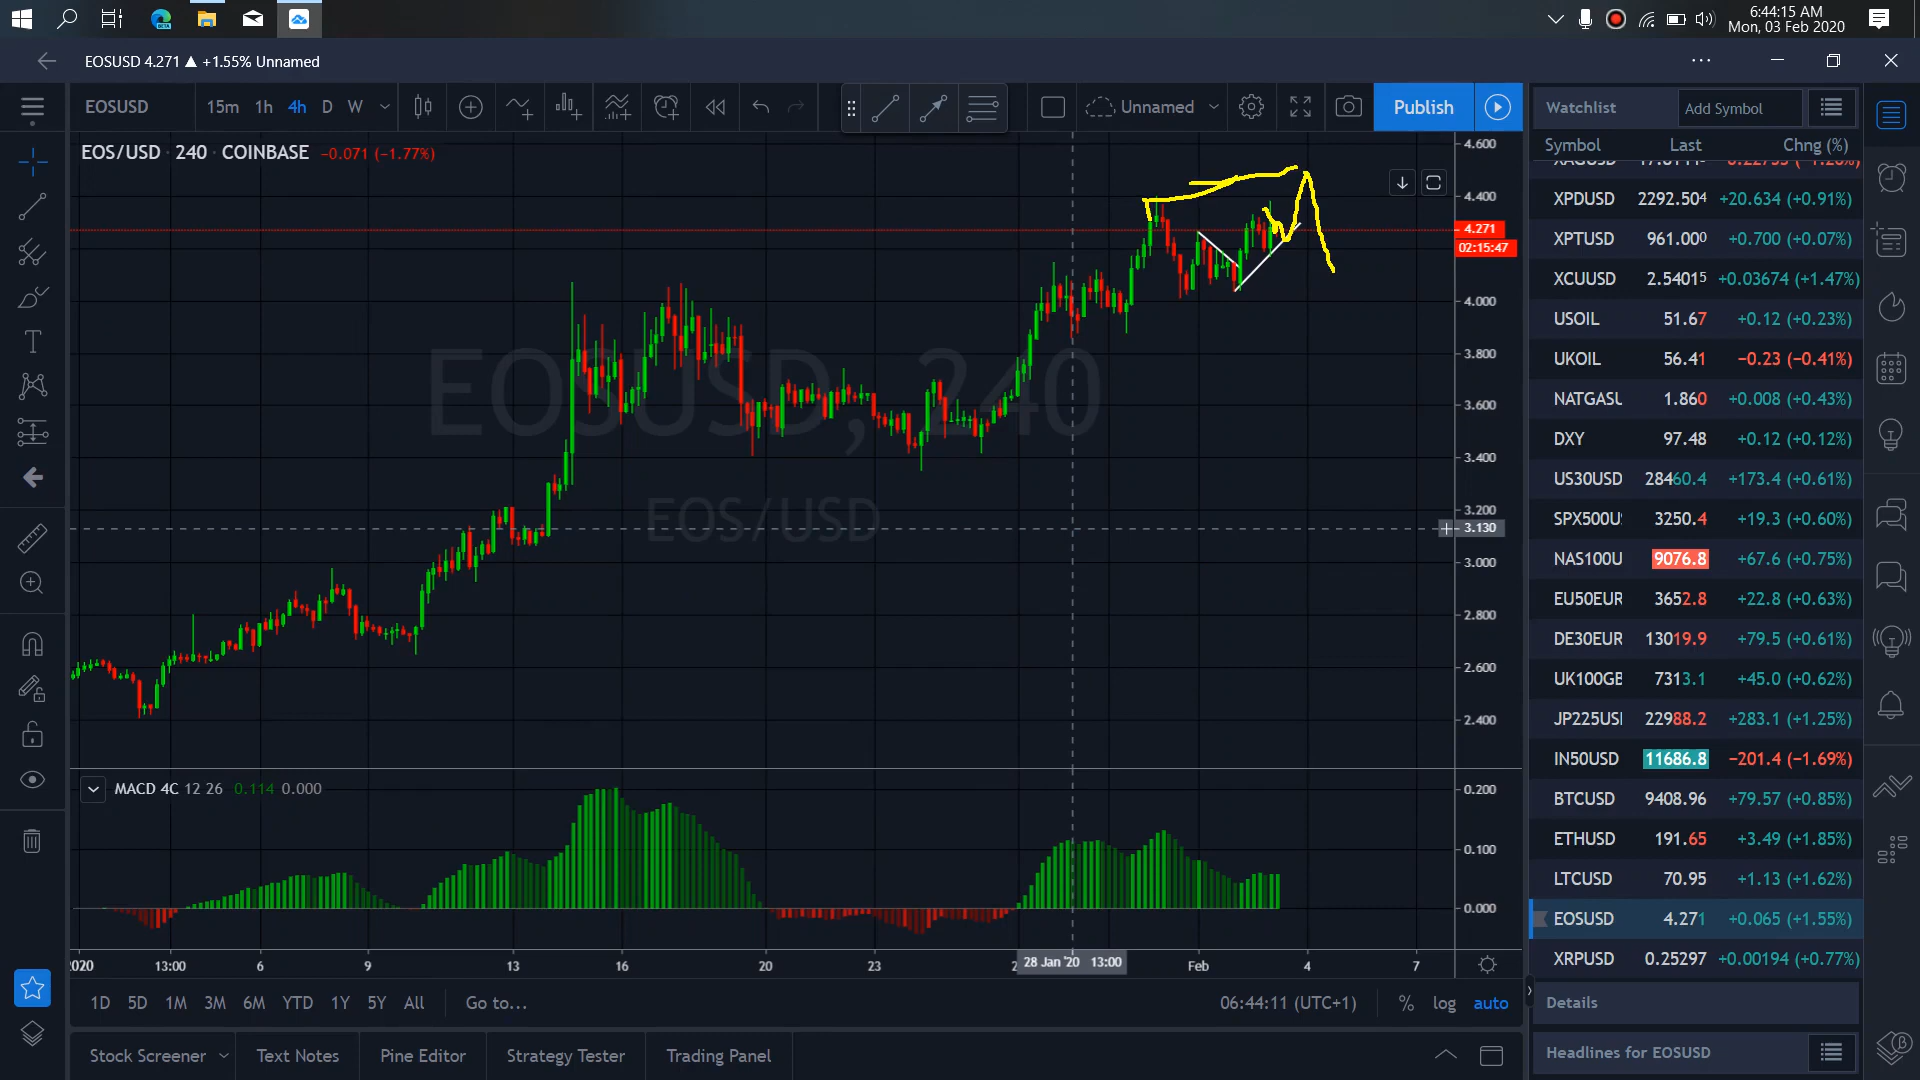 6:44:15 AM
Mon, 03 Feb 2020
EOSUSD 4.271 ▲ +1.55% Unnamed
EOSUSD 15m 1h 4h D W Unnamed Publish
Watchlist Add Symbol
Symbol Last Chng (%)
EOS/USD · 240 · COINBASE −0.071 (−1.77%)
XPDUSD 2292.504 +20.634 (+0.91%)
XPTUSD 961.000 +0.700 (+0.07%)
XCUUSD 2.54015 +0.03674 (+1.47%)
USOIL 51.67 +0.12 (+0.23%)
UKOIL 56.41 −0.23 (−0.41%)
NATGASU 1.860 +0.008 (+0.43%)
DXY 97.48 +0.12 (+0.12%)
US30USD 28460.4 +173.4 (+0.61%)
SPX500U 3250.4 +19.3 (+0.60%)
NAS100U 9076.8 +67.6 (+0.75%)
EU50EUR 3652.8 +22.8 (+0.63%)
DE30EUR 13019.9 +79.5 (+0.61%)
UK100GB 7313.1 +45.0 (+0.62%)
JP225USI 22988.2 +283.1 (+1.25%)
IN50USD 11686.8 −201.4 (−1.69%)
BTCUSD 9408.96 +79.57 (+0.85%)
ETHUSD 191.65 +3.49 (+1.85%)
LTCUSD 70.95 +1.13 (+1.62%)
EOSUSD 4.271 +0.065 (+1.55%)
XRPUSD 0.25297 +0.00194 (+0.77%)
Details
Headlines for EOSUSD
4.600
4.400
4.271
02:15:47
4.000
3.800
3.600
3.400
3.200
3.130
3.000
2.800
2.600
2.400
EOSUSD, 240
EOS/USD
MACD 4C 12 26 0.114 0.000
0.200
0.100
0.000
2020 13:00 6 9 13 16 20 23 28 Jan '20 13:00 Feb 4 7
1D 5D 1M 3M 6M YTD 1Y 5Y All Go to... 06:44:11 (UTC+1) % log auto
Stock Screener Text Notes Pine Editor Strategy Tester Trading Panel